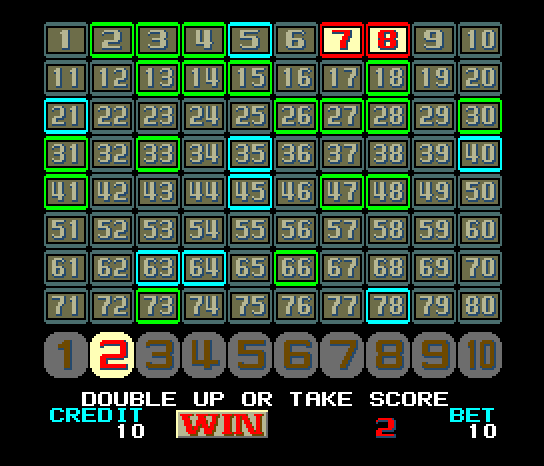 1 2 3 4 5 6 7 8 9 10
11 12 13 14 15 16 17 18 19 20
21 22 23 24 25 26 27 28 29 30
31 32 33 34 35 36 37 38 39 40
41 42 43 44 45 46 47 48 49 50
51 52 53 54 55 56 57 58 59 60
61 62 63 64 65 66 67 68 69 70
71 72 73 74 75 76 77 78 79 80
1 2 3 4 5 6 7 8 9 10
DOUBLE UP OR TAKE SCORE
CREDIT BET
10 WIN 2 10